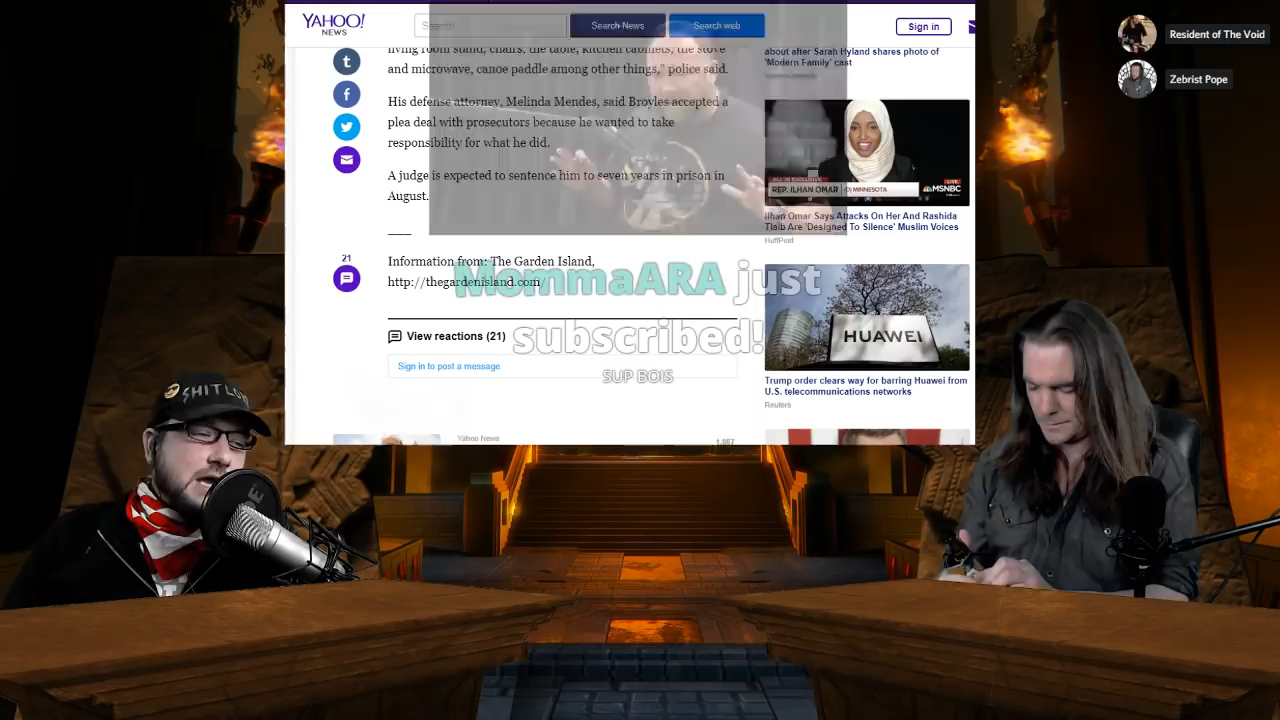 YAHOO!
NEWS
Search
Search News
Search web
Sign in
living room stand, chairs, the table, kitchen cabinets, the stove
and microwave, canoe paddle among other things," police said.
His defense attorney, Melinda Mendes, said Broyles accepted a
plea deal with prosecutors because he wanted to take
responsibility for what he did.
A judge is expected to sentence him to seven years in prison in
August.
21
Information from: The Garden Island,
http://thegardenisland.com/
View reactions (21)
Sign in to post a message
Yahoo News
1,867
about after Sarah Hyland shares photo of
'Modern Family' cast
REP. ILHAN OMAR
(D) MINNESOTA
LIVE
MSNBC
Ilhan Omar Says Attacks On Her And Rashida
Tlaib Are 'Designed To Silence' Muslim Voices
HuffPost
HUAWEI
Trump order clears way for barring Huawei from
U.S. telecommunications networks
Reuters
MommaARA just
subscribed!
SUP BOIS
Resident of The Void
Zebrist Pope